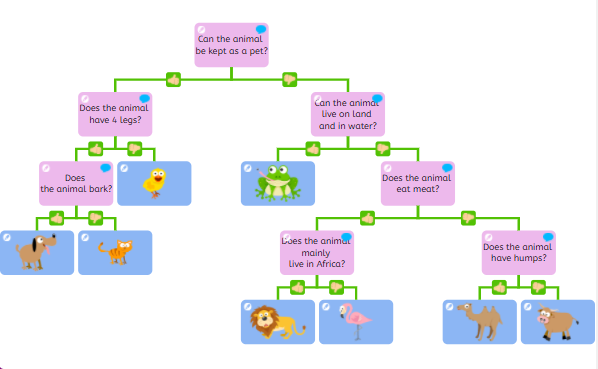 Can the animal
be kept as a pet?
Does the animal
have 4 legs?
Can the animal
live on land
and in water?
Does
the animal bark?
Does the animal
eat meat?
Does the animal
mainly
live in Africa?
Does the animal
have humps?